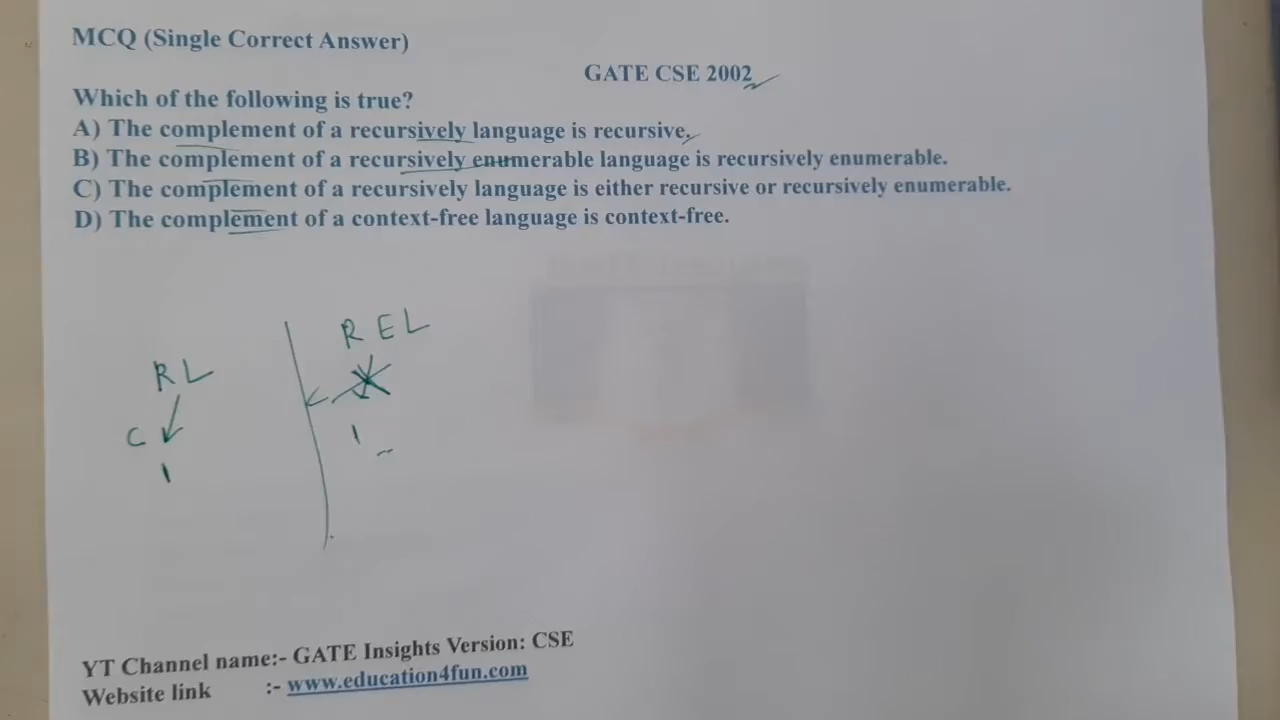 MCQ (Single Correct Answer)
GATE CSE 2002
Which of the following is true?
A) The complement of a recursively language is recursive.
B) The complement of a recursively enumerable language is recursively enumerable.
C) The complement of a recursively language is either recursive or recursively enumerable.
D) The complement of a context-free language is context-free.
REL
RL
C
YT Channel name:- GATE Insights Version: CSE
Website link :- www.education4fun.com